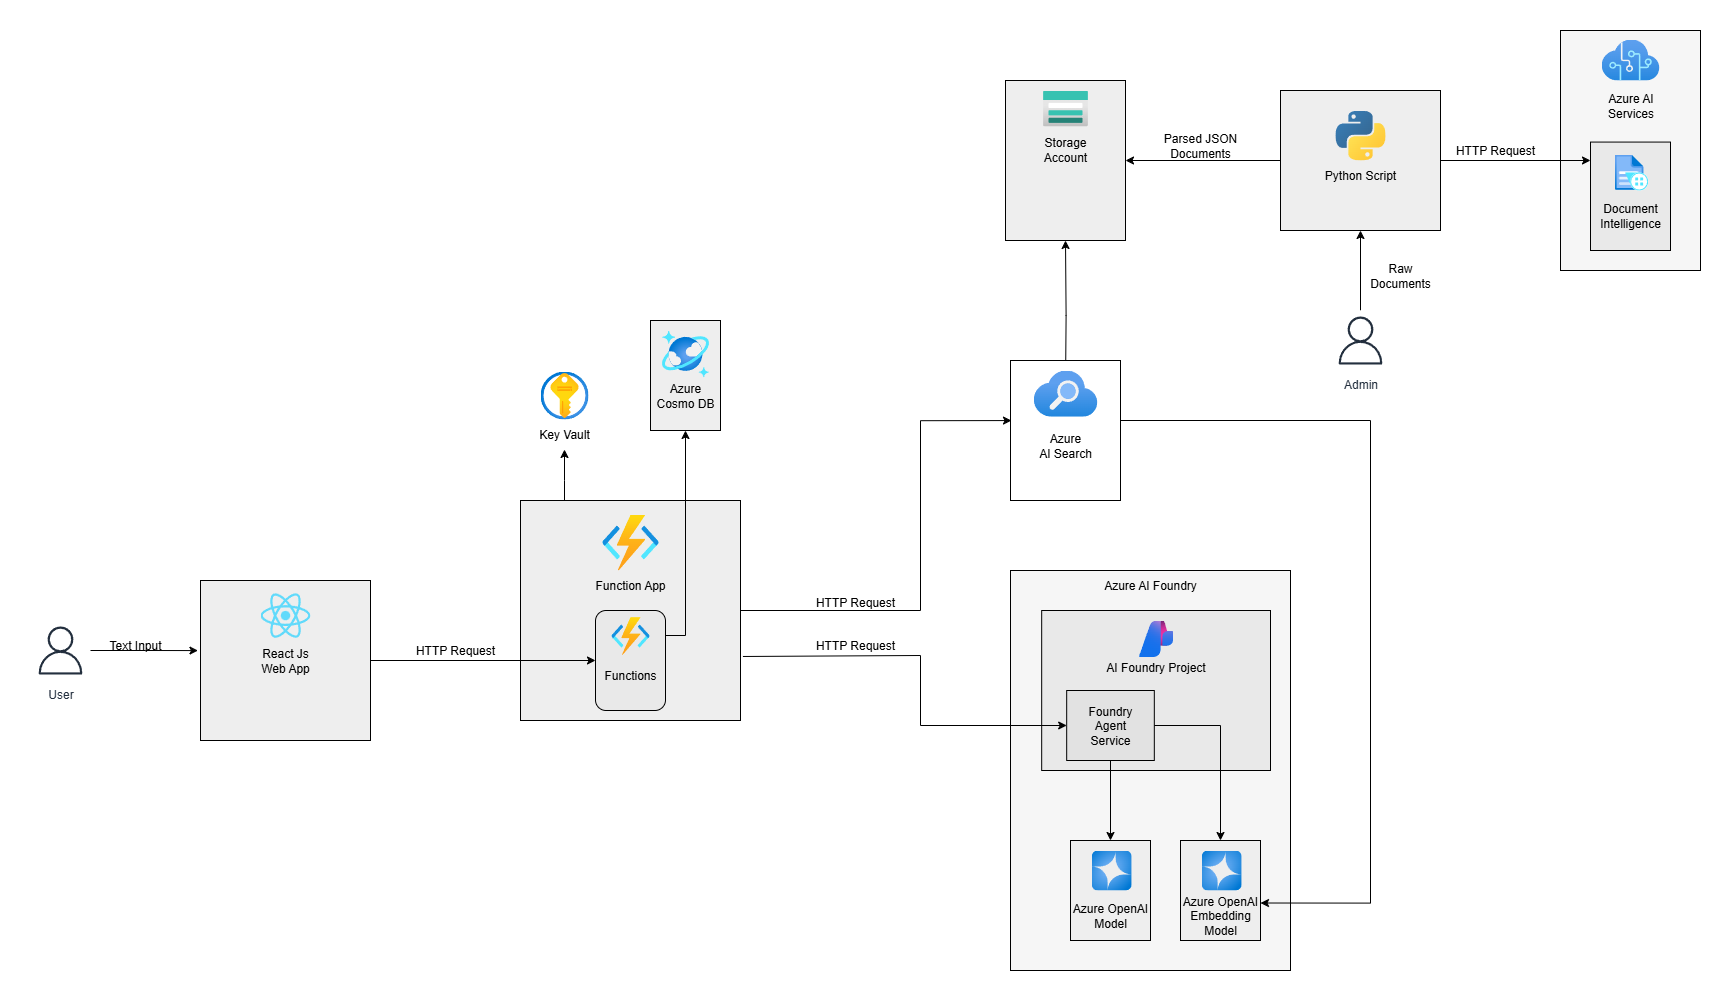 Azure AI
Services
Document
Intelligence
HTTP Request
Python Script
Parsed JSON
Documents
Storage
Account
Raw
Documents
Admin
Azure
AI Search
Azure
Cosmo DB
Key Vault
Function App
Functions
HTTP Request
HTTP Request
HTTP Request
React Js
Web App
Text Input
User
Azure AI Foundry
AI Foundry Project
Foundry
Agent
Service
Azure OpenAI
Model
Azure OpenAI
Embedding
Model